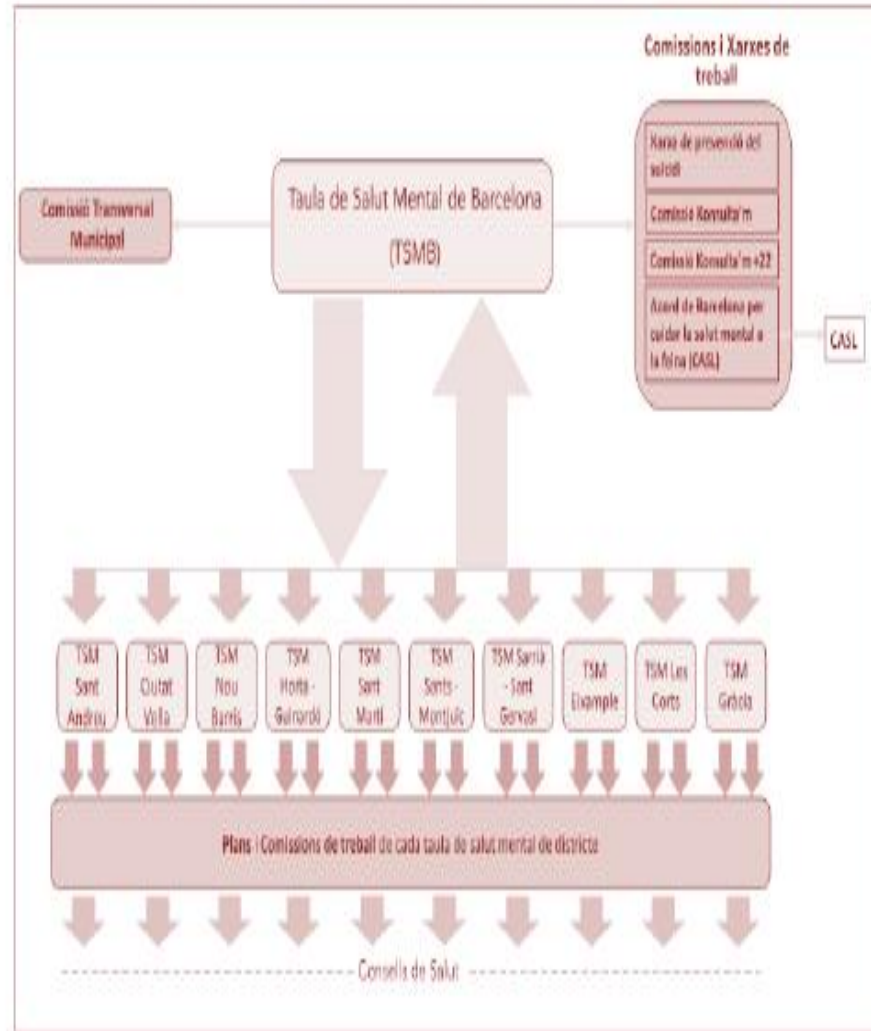 Comissions i Xarxes de
treball
Xarxa de prevenció del
suïcidi
Comissió Konsulta'm
Comissió Konsulta'm +22
Acord de Barcelona per
cuidar la salut mental a
la feina (CASL)
CASL
Comissió Transversal
Municipal
Taula de Salut Mental de Barcelona
(TSMB)
TSM
Sant
Andreu
TSM
Ciutat
Vella
TSM
Nou
Barris
TSM
Horta -
Guinardó
TSM
Sant
Martí
TSM
Sants -
Montjuïc
TSM Sarrià
- Sant
Gervasi
TSM
Eixample
TSM Les
Corts
TSM
Gràcia
Plans i Comissions de treball de cada taula de salut mental de districte
Consells de Salut